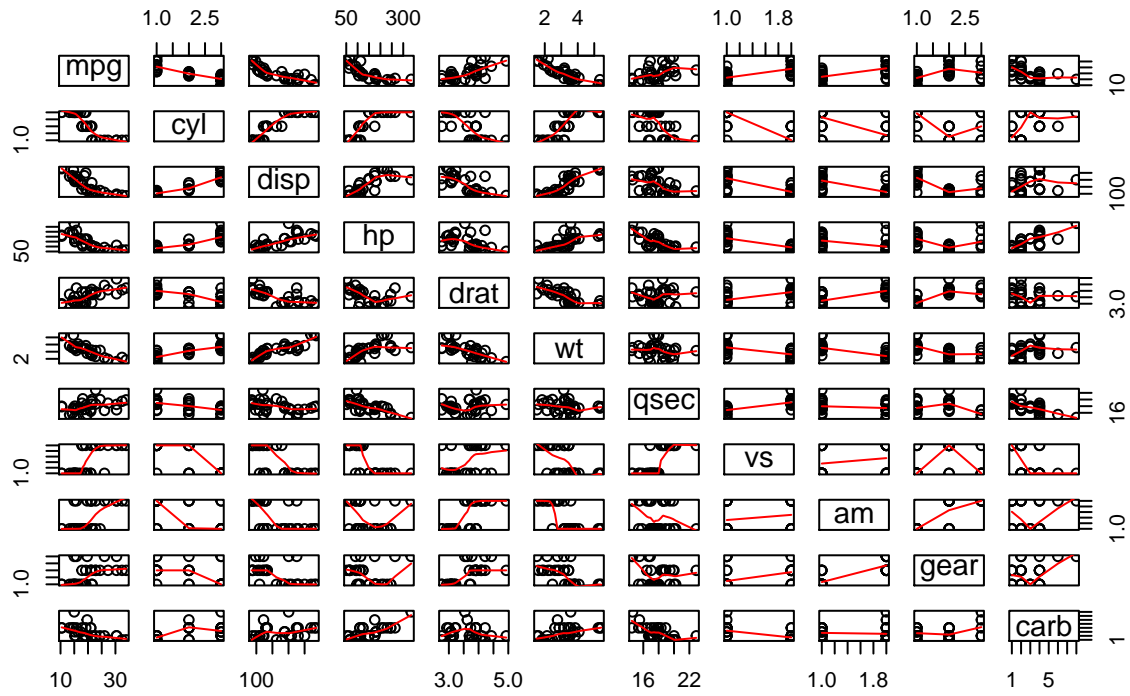 1.0 2.5 50 300 2 4 1.0 1.8 1.0 2.5
mpg 10
1.0 cyl
disp 100
50 hp
drat 3.0
2 wt
qsec 16
1.0 vs
am 1.0
1.0 gear
carb 1
10 30 100 3.0 5.0 16 22 1.0 1.8 1 5